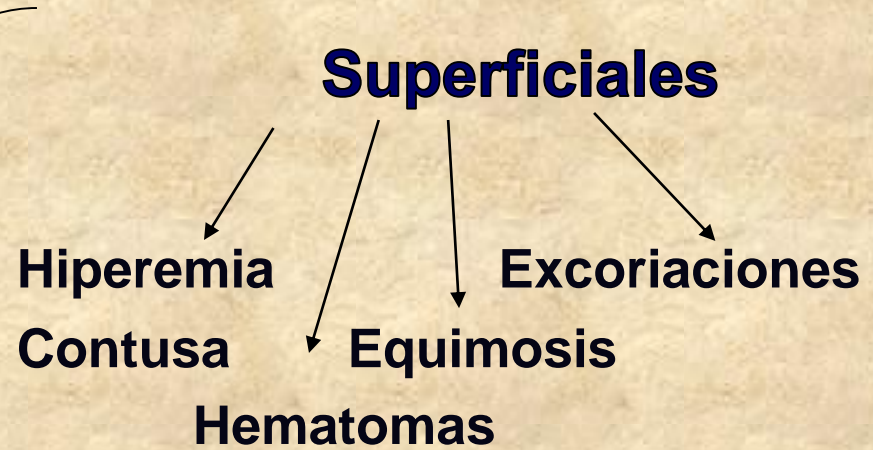 Superficiales
Hiperemia
Contusa
Hematomas
Equimosis
Excoriaciones